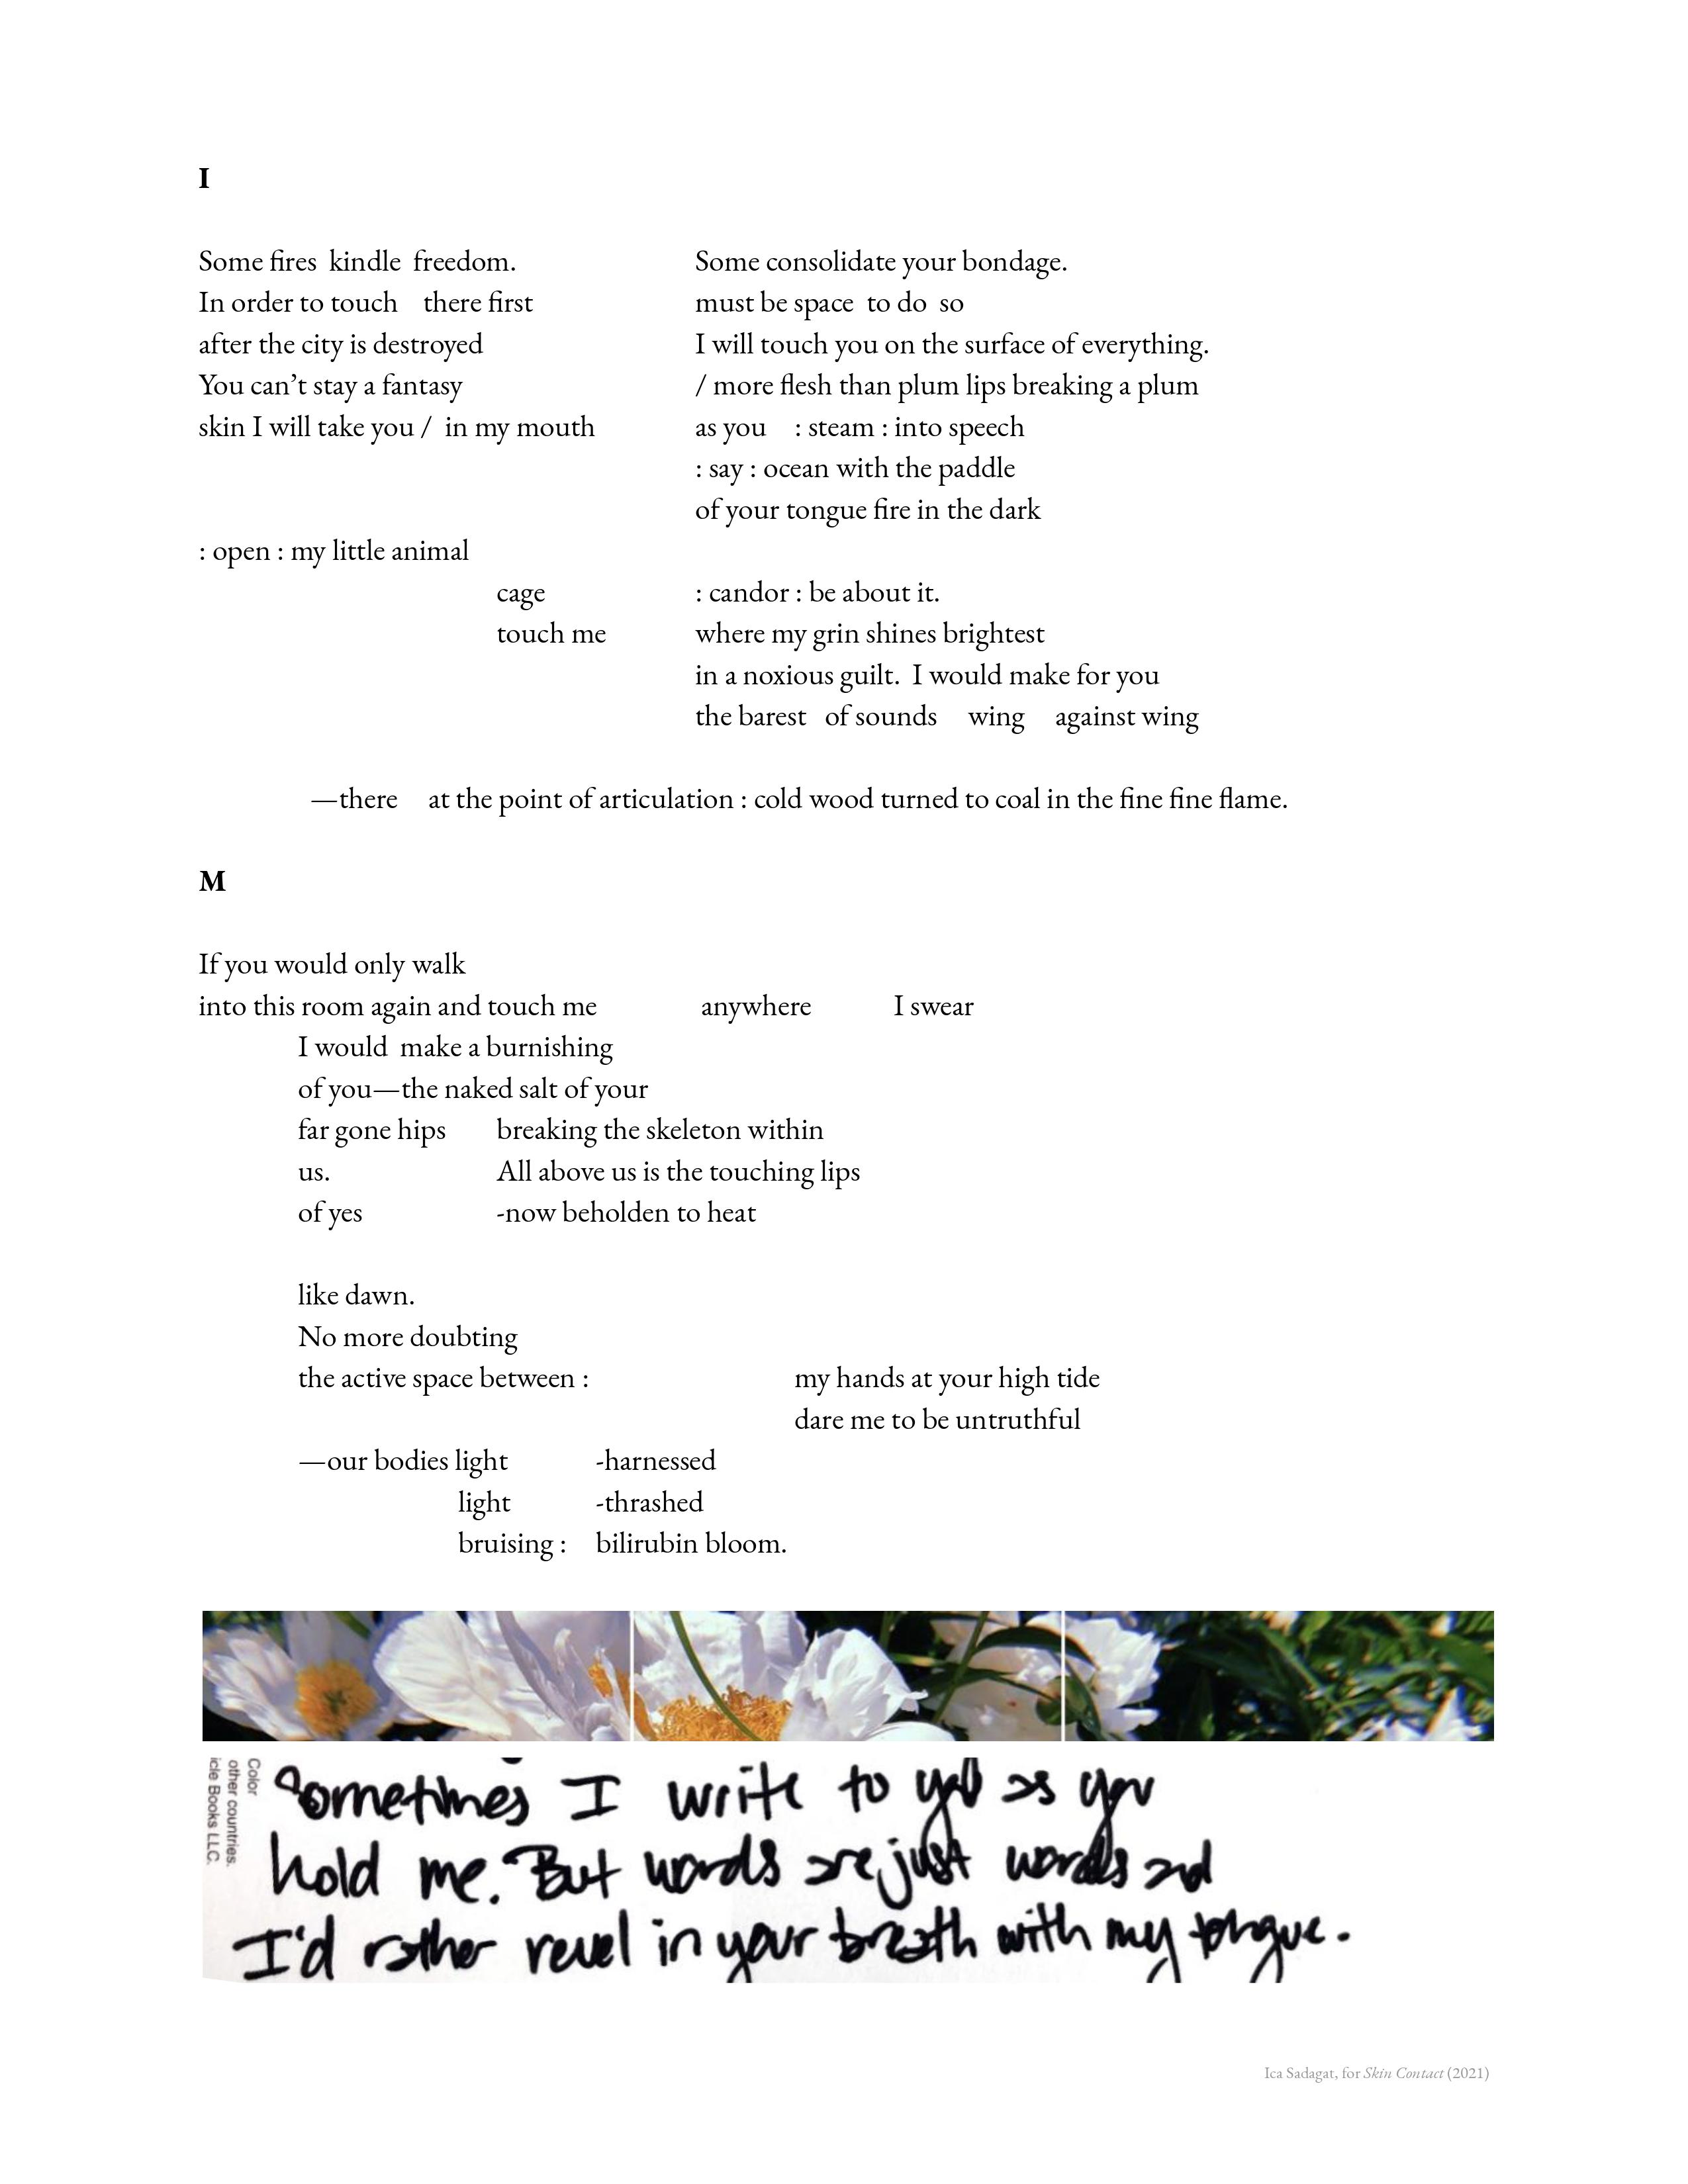 I
Some fires kindle freedom. Some consolidate your bondage.
In order to touch there first must be space to do so
after the city is destroyed I will touch you on the surface of everything.
You can’t stay a fantasy / more flesh than plum lips breaking a plum
skin I will take you / in my mouth as you : steam : into speech
: say : ocean with the paddle
of your tongue fire in the dark
: open : my little animal
cage : candor : be about it.
touch me where my grin shines brightest
in a noxious guilt. I would make for you
the barest of sounds wing against wing
—there at the point of articulation : cold wood turned to coal in the fine fine flame.
M
If you would only walk
into this room again and touch me anywhere I swear
I would make a burnishing
of you—the naked salt of your
far gone hips breaking the skeleton within
us. All above us is the touching lips
of yes -now beholden to heat
like dawn.
No more doubting
the active space between : my hands at your high tide
dare me to be untruthful
—our bodies light -harnessed
light -thrashed
bruising : bilirubin bloom.
Color
other countries.
icle Books LLC.
Sometimes I write to you as you
hold me. But words are just words and
I'd rather revel in your breath with my tongue.
Ica Sadagat, for Skin Contact (2021)